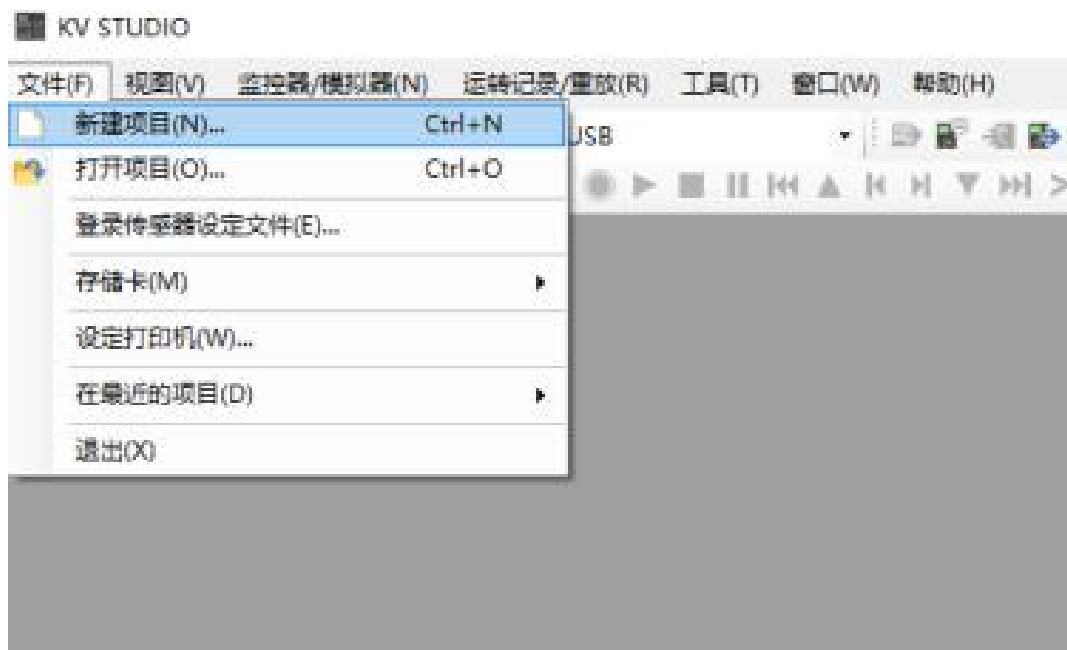 KV STUDIO
文件(F) 视图(V) 监控器/模拟器(N) 运转记录/重放(R) 工具(T) 窗口(W) 帮助(H)
新建项目(N)... Ctrl+N
USB
打开项目(O)... Ctrl+O
登录传感器设定文件(E)...
存储卡(M)
设定打印机(W)...
在最近的项目(D)
退出(X)